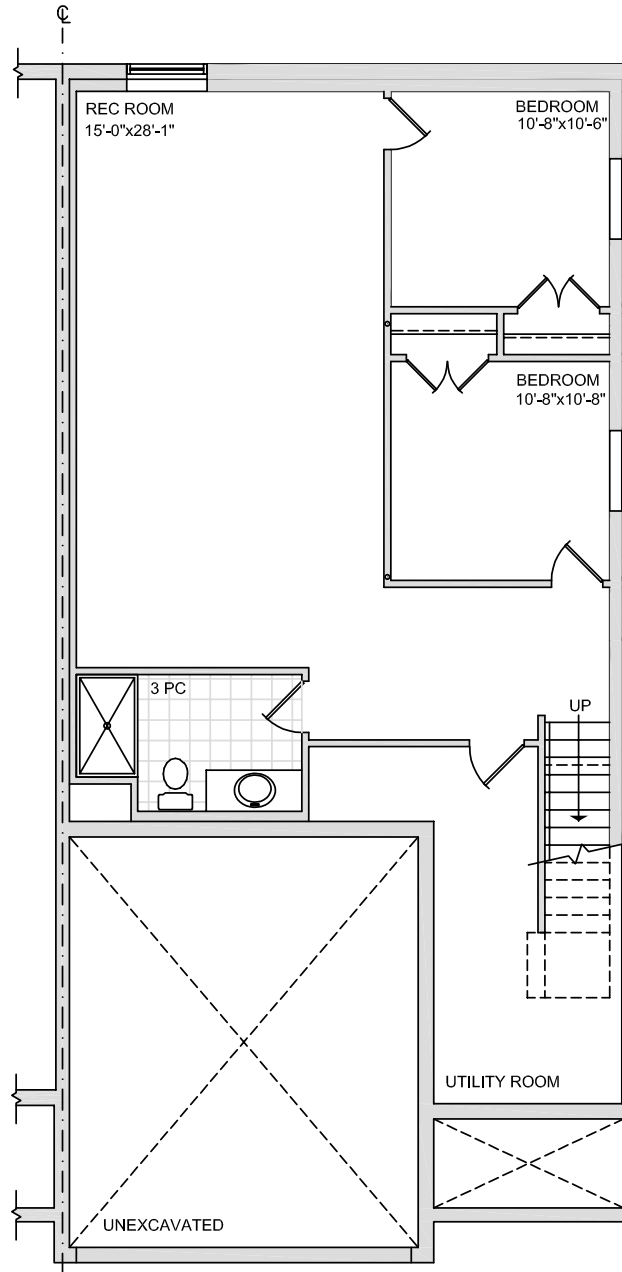 ℄
REC ROOM
15'-0"x28'-1"
BEDROOM
10'-8"x10'-6"
BEDROOM
10'-8"x10'-8"
3 PC
UP
UTILITY ROOM
UNEXCAVATED